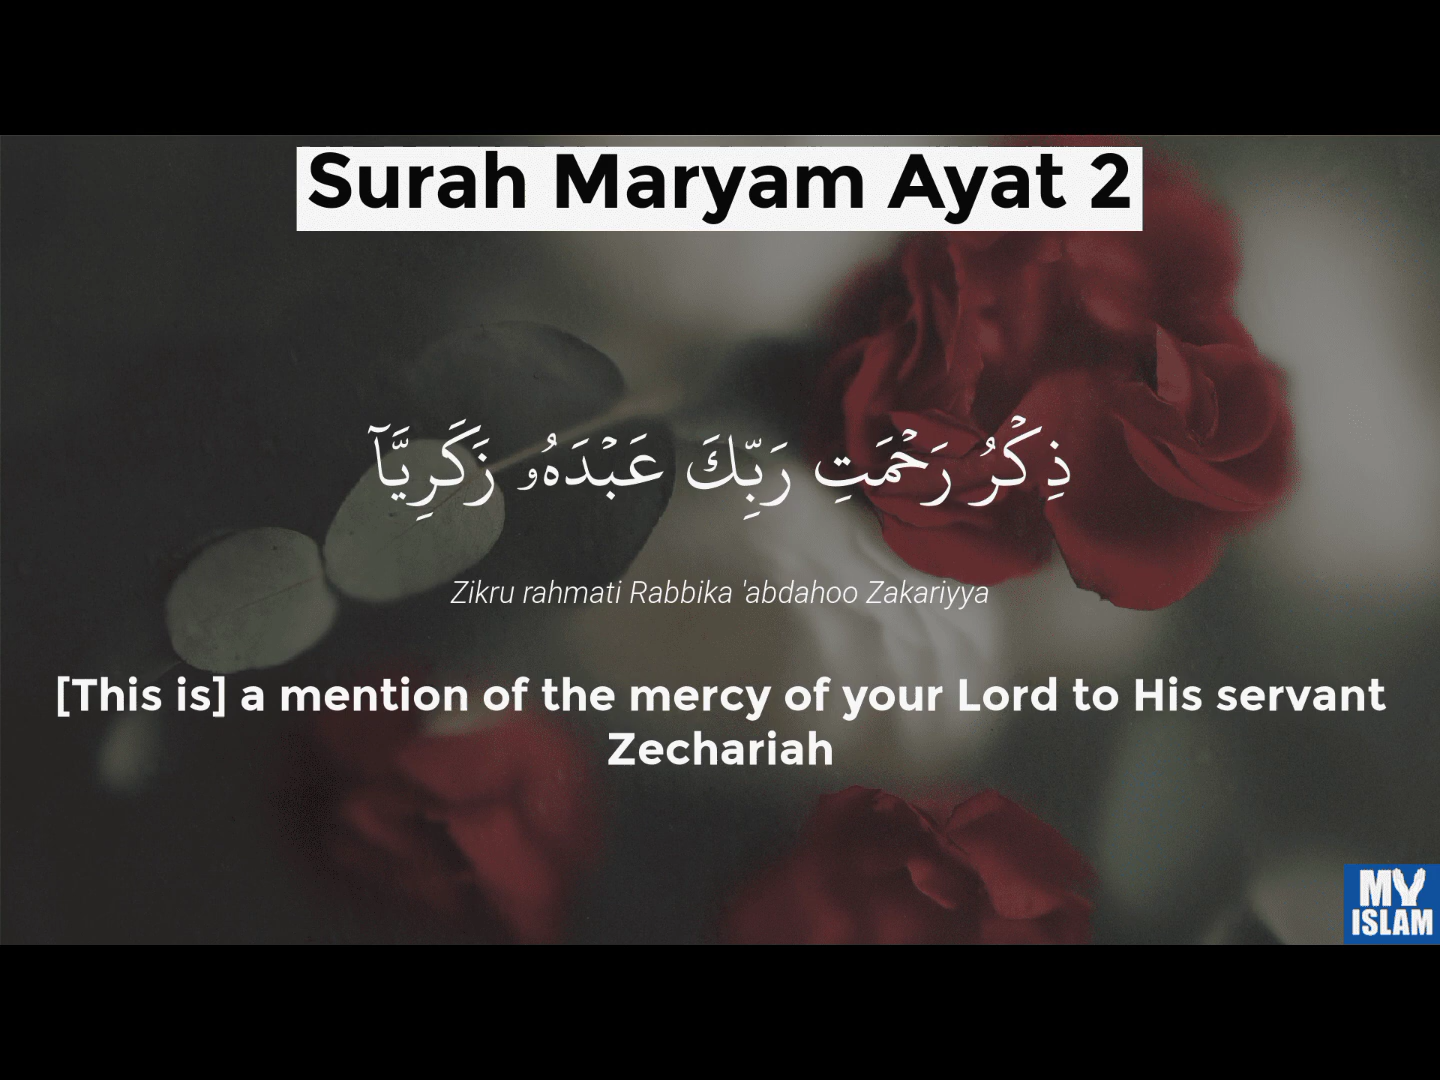 Surah Maryam Ayat 2
ذِكْرُ رَحْمَتِ رَبِّكَ عَبْدَهُۥ زَكَرِيَّآ
Zikru rahmati Rabbika 'abdahoo Zakariyya
[This is] a mention of the mercy of your Lord to His servant
Zechariah
MY
ISLAM